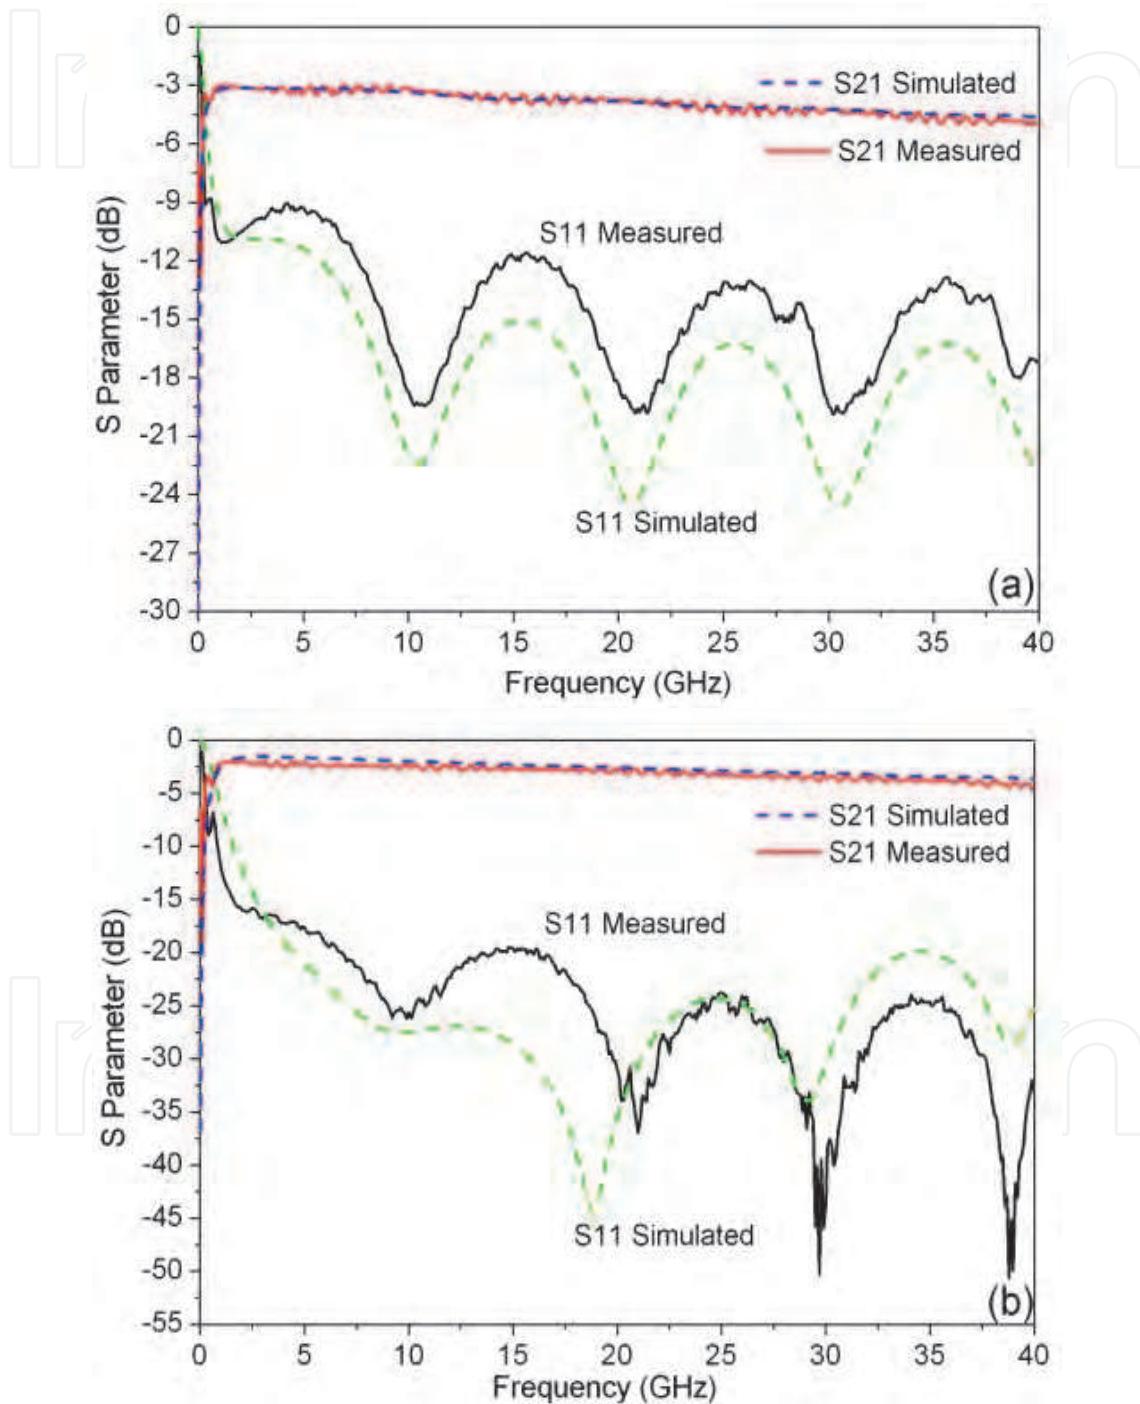 0
-3
-6
-9
-12
-15
-18
-21
-24
-27
-30
S Parameter (dB)
S21 Simulated
S21 Measured
S11 Measured
S11 Simulated
(a)
0 5 10 15 20 25 30 35 40
Frequency (GHz)
0
-5
-10
-15
-20
-25
-30
-35
-40
-45
-50
-55
S Parameter (dB)
S21 Simulated
S21 Measured
S11 Measured
S11 Simulated
(b)
0 5 10 15 20 25 30 35 40
Frequency (GHz)